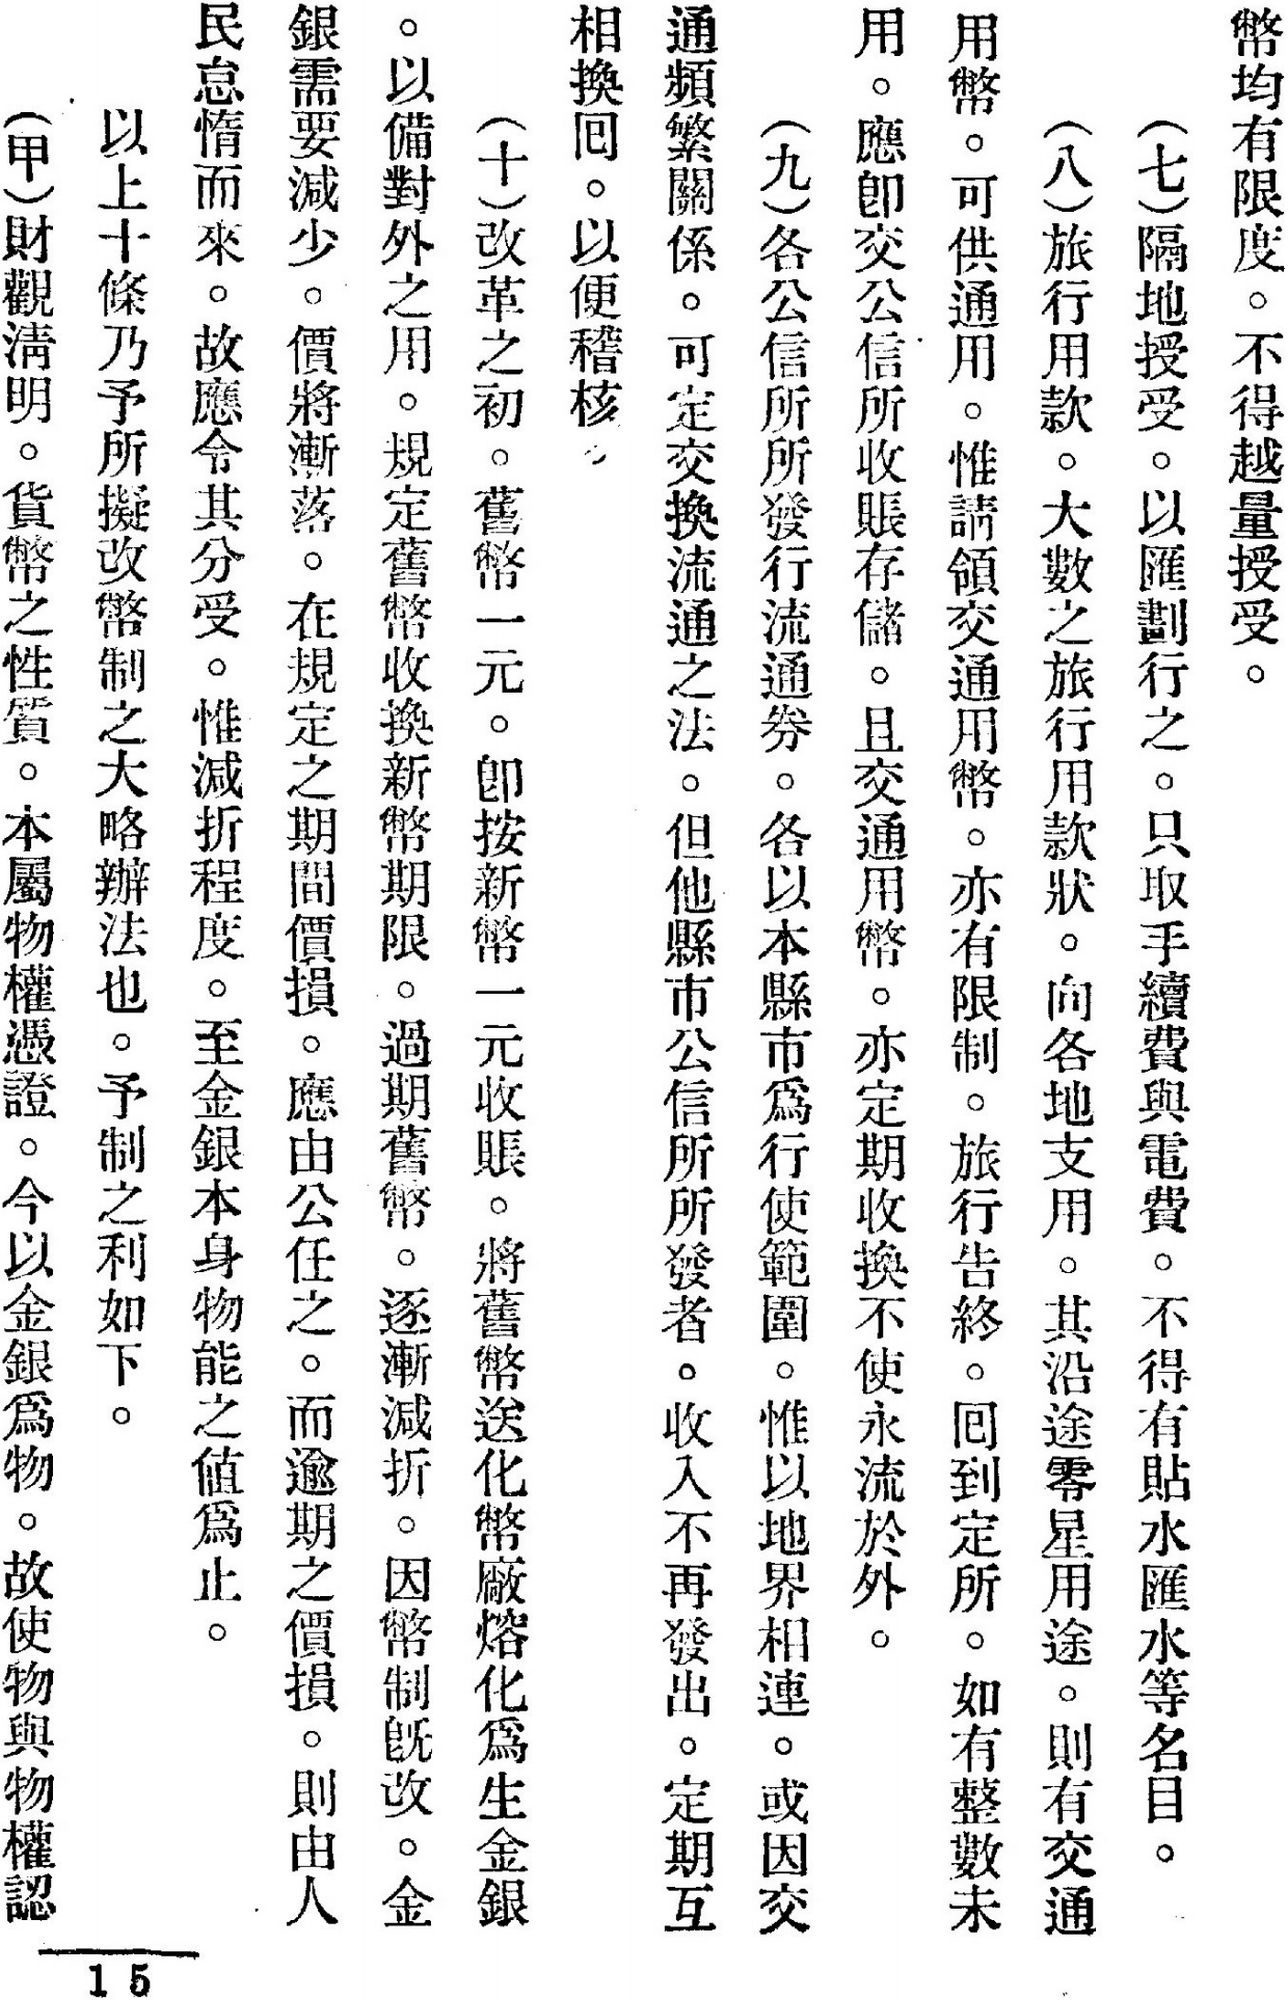 幣均有限度。不得越量授受。
（七）隔地授受。以匯劃行之。只取手續費與電費。不得有貼水匯水等名目。
（八）旅行用款。大數之旅行用款狀。向各地支用。其沿途零星用途。則有交通
用幣。可供通用。惟請領交通用幣。亦有限制。旅行告終。囘到定所。如有整數未
用。應卽交公信所收賬存儲。且交通用幣。亦定期收換不使永流於外。
（九）各公信所所發行流通券。各以本縣市爲行使範圍。惟以地界相連。或因交
通頻繁關係。可定交換流通之法。但他縣市公信所所發者。收入不再發出。定期互
相換囘。以便稽核。
（十）改革之初。舊幣一元。卽按新幣一元收賬。將舊幣送化幣廠熔化爲生金銀
。以備對外之用。規定舊幣收換新幣期限。過期舊幣。逐漸減折。因幣制旣改。金
銀需要減少。價將漸落。在規定之期間價損。應由公任之。而逾期之價損。則由人
民怠惰而來。故應令其分受。惟減折程度。至金銀本身物能之値爲止。
以上十條乃予所擬改幣制之大略辦法也。予制之利如下。
（甲）財觀淸明。貨幣之性質。本屬物權憑證。今以金銀爲物。故使物與物權認
15